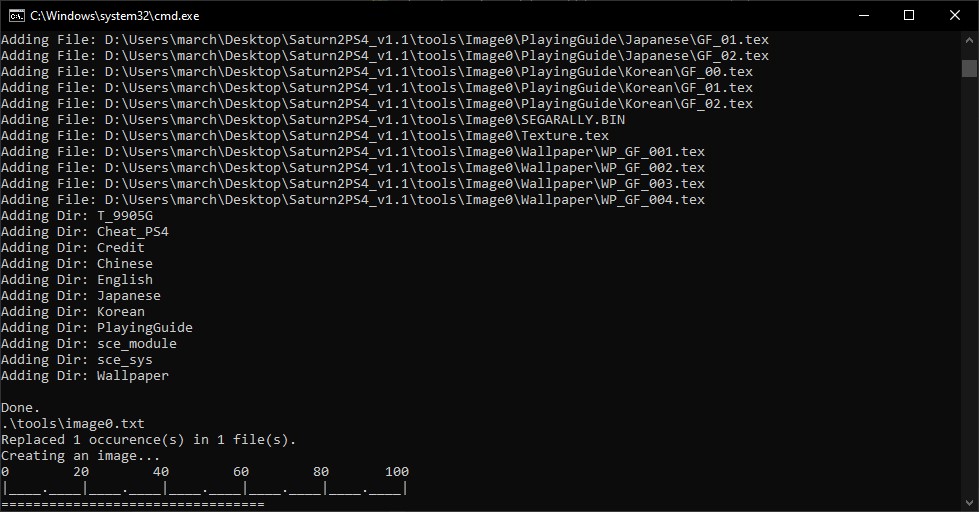 C:\Windows\system32\cmd.exe
Adding File: D:\Users\march\Desktop\Saturn2PS4_v1.1\tools\Image0\PlayingGuide\Japanese\GF_01.tex
Adding File: D:\Users\march\Desktop\Saturn2PS4_v1.1\tools\Image0\PlayingGuide\Japanese\GF_02.tex
Adding File: D:\Users\march\Desktop\Saturn2PS4_v1.1\tools\Image0\PlayingGuide\Korean\GF_00.tex
Adding File: D:\Users\march\Desktop\Saturn2PS4_v1.1\tools\Image0\PlayingGuide\Korean\GF_01.tex
Adding File: D:\Users\march\Desktop\Saturn2PS4_v1.1\tools\Image0\PlayingGuide\Korean\GF_02.tex
Adding File: D:\Users\march\Desktop\Saturn2PS4_v1.1\tools\Image0\SEGARALLY.BIN
Adding File: D:\Users\march\Desktop\Saturn2PS4_v1.1\tools\Image0\Texture.tex
Adding File: D:\Users\march\Desktop\Saturn2PS4_v1.1\tools\Image0\Wallpaper\WP_GF_001.tex
Adding File: D:\Users\march\Desktop\Saturn2PS4_v1.1\tools\Image0\Wallpaper\WP_GF_002.tex
Adding File: D:\Users\march\Desktop\Saturn2PS4_v1.1\tools\Image0\Wallpaper\WP_GF_003.tex
Adding File: D:\Users\march\Desktop\Saturn2PS4_v1.1\tools\Image0\Wallpaper\WP_GF_004.tex
Adding Dir: T_9905G
Adding Dir: Cheat_PS4
Adding Dir: Credit
Adding Dir: Chinese
Adding Dir: English
Adding Dir: Japanese
Adding Dir: Korean
Adding Dir: PlayingGuide
Adding Dir: sce_module
Adding Dir: sce_sys
Adding Dir: Wallpaper
Done.
.\tools\image0.txt
Replaced 1 occurence(s) in 1 file(s).
Creating an image...
0        20        40        60        80       100
|____.____|____.____|____.____|____.____|____.____|
=================================